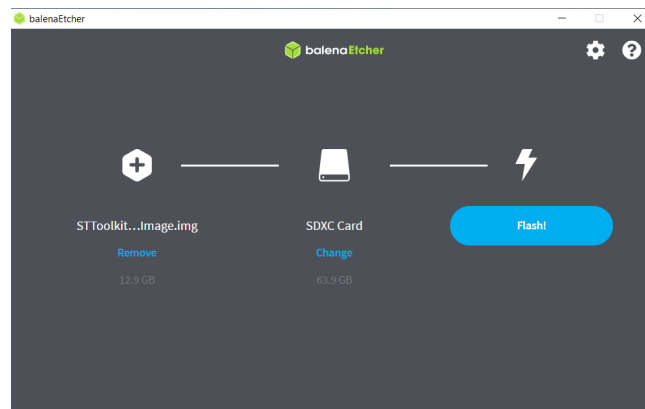 balenaEtcher
balenaEtcher
STToolkit...Image.img
SDXC Card
Flash!
Remove
Change
12.9 GB
63.9 GB